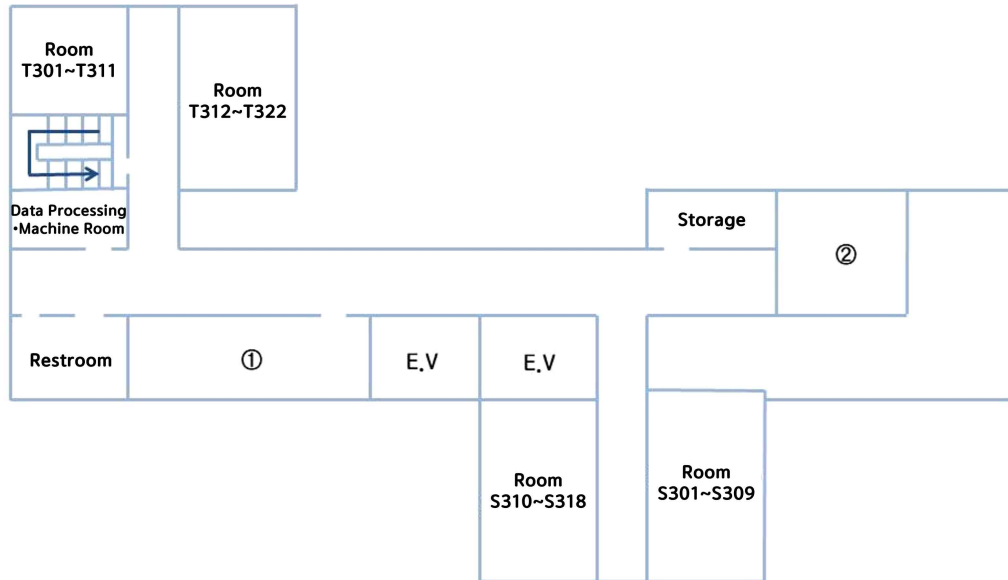 Room
T301~T311
Room
T312~T322
Data Processing
•Machine Room
Storage
②
Restroom
①
E.V
E.V
Room
S310~S318
Room
S301~S309